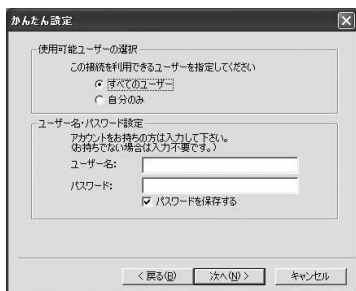 かんたん設定
使用可能ユーザーの選択
この接続を利用できるユーザーを指定してください
すべてのユーザー
自分のみ
ユーザー名・パスワード設定
アカウントをお持ちの方は入力して下さい。
(お持ちでない場合は入力不要です。)
ユーザー名:
パスワード:
パスワードを保存する
< 戻る(B)
次へ(N) >
キャンセル